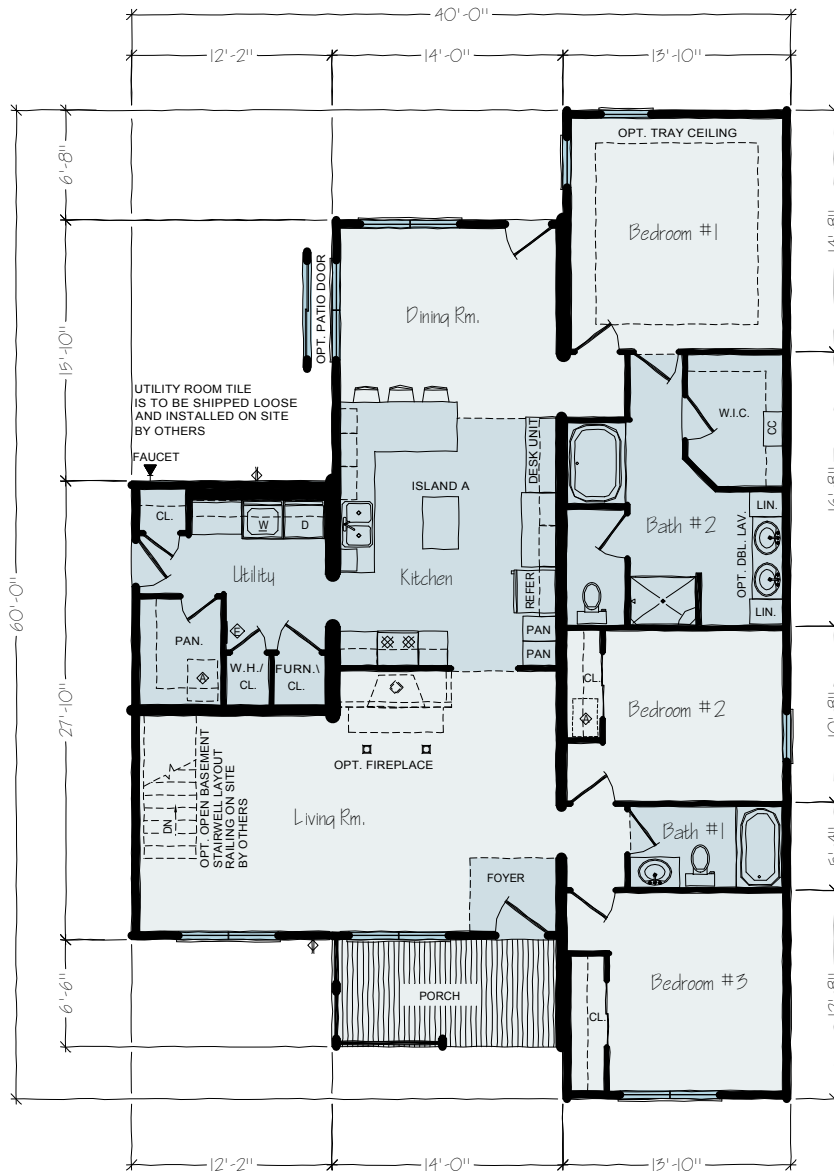 40'-0"
12'-2"
14'-0"
13'-10"
6'-8"
15'-10"
27'-10"
6'-6"
60'-0"
OPT. TRAY CEILING
Bedroom #1
OPT. PATIO DOOR
Dining Rm.
UTILITY ROOM TILE
IS TO BE SHIPPED LOOSE
AND INSTALLED ON SITE
BY OTHERS
FAUCET
W.I.C.
CC
DESK UNIT
ISLAND A
CL.
W
D
LIN.
Bath #2
OPT. DBL. LAV.
LIN.
Utility
Kitchen
REFER
E
PAN.
A
W.H./
CL.
FURN.\
CL.
PAN
PAN
CL.
A
Bedroom #2
OPT. FIREPLACE
DN
OPT. OPEN BASEMENT
STAIRWELL LAYOUT
RAILING ON SITE
BY OTHERS
Living Rm.
Bath #1
FOYER
PORCH
Bedroom #3
CL.
12'-2"
14'-0"
13'-10"